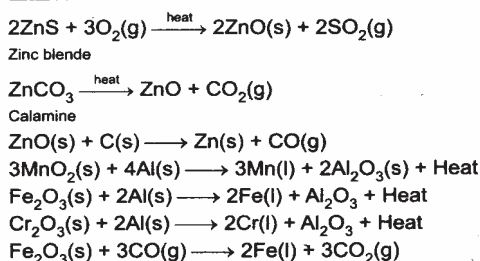 2ZnS + 3O₂(g) —heat→ 2ZnO(s) + 2SO₂(g)
Zinc blende
ZnCO₃ —heat→ ZnO + CO₂(g)
Calamine
ZnO(s) + C(s) ⟶ Zn(s) + CO(g)
3MnO₂(s) + 4Al(s) ⟶ 3Mn(l) + 2Al₂O₃(s) + Heat
Fe₂O₃(s) + 2Al(s) ⟶ 2Fe(l) + Al₂O₃ + Heat
Cr₂O₃(s) + 2Al(s) ⟶ 2Cr(l) + Al₂O₃ + Heat
Fe₂O₃(s) + 3CO(g) ⟶ 2Fe(l) + 3CO₂(g)